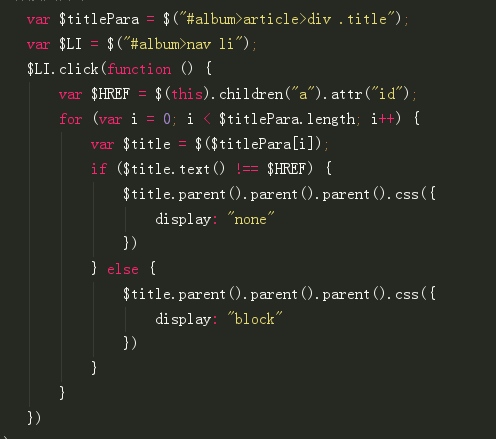 var $titlePara = $("#album>article>div .title");
var $LI = $("#album>nav li");
$LI.click(function () {
    var $HREF = $(this).children("a").attr("id");
    for (var i = 0; i < $titlePara.length; i++) {
        var $title = $($titlePara[i]);
        if ($title.text() !== $HREF) {
            $title.parent().parent().parent().css({
                display: "none"
            })
        } else {
            $title.parent().parent().parent().css({
                display: "block"
            })
        }
    }
})